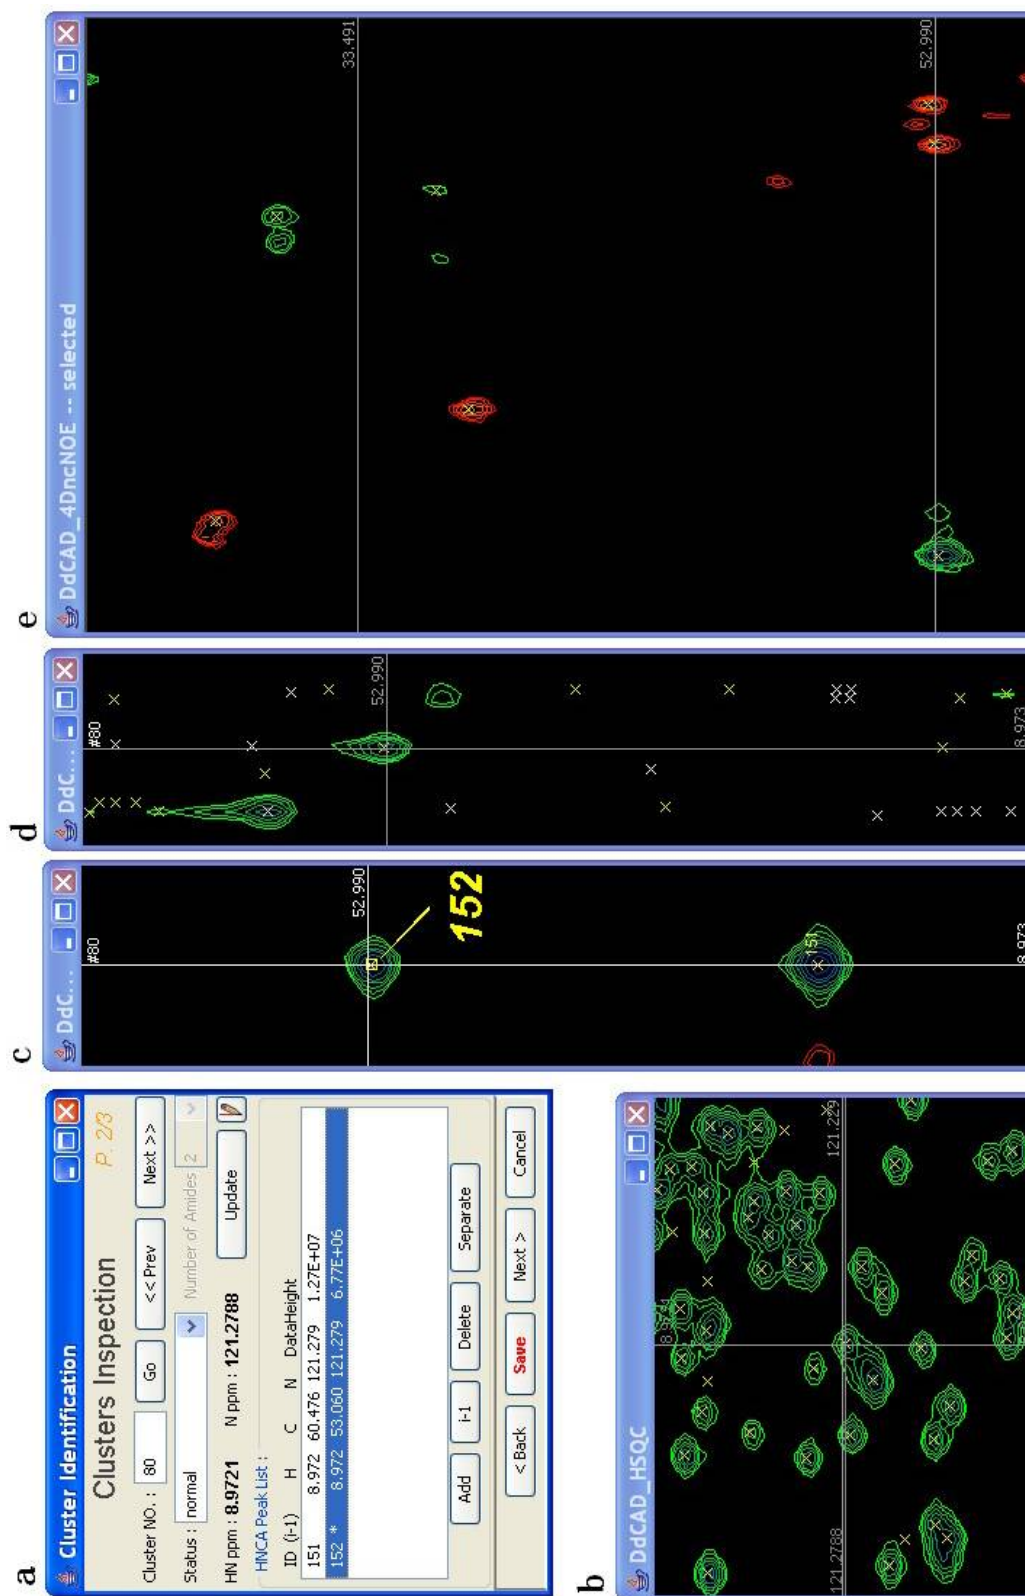 a
Cluster Identification
Clusters Inspection P. 2/3
Cluster NO. : 80 Go << Prev Next >>
Status : normal Number of Amides 2
HN ppm : 8.9721 N ppm : 121.2788 Update
HNCA Peak List :
ID (i-1) H C N DataHeight
151 8.972 60.476 121.279 1.27E+07
152 * 8.972 53.060 121.279 6.77E+06
Add i-1 Delete Separate
< Back Save Next > Cancel
b
DdCAD_HSQC
121.229
121.2788
c
DdC...
#80
52.990
152
151
8.973
d
DdC...
#80
52.990
8.973
e
DdCAD_4DncNOE -- selected
33.491
52.990